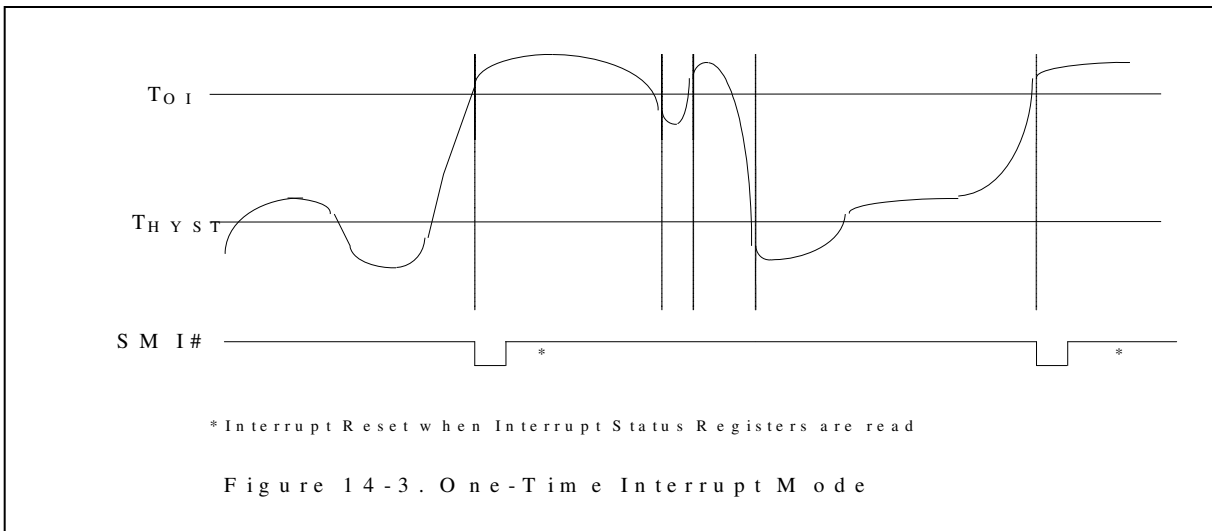 TOI
THYST
SMI#
*
*
*Interrupt Reset when Interrupt Status Registers are read
Figure 14-3. One-Time Interrupt Mode